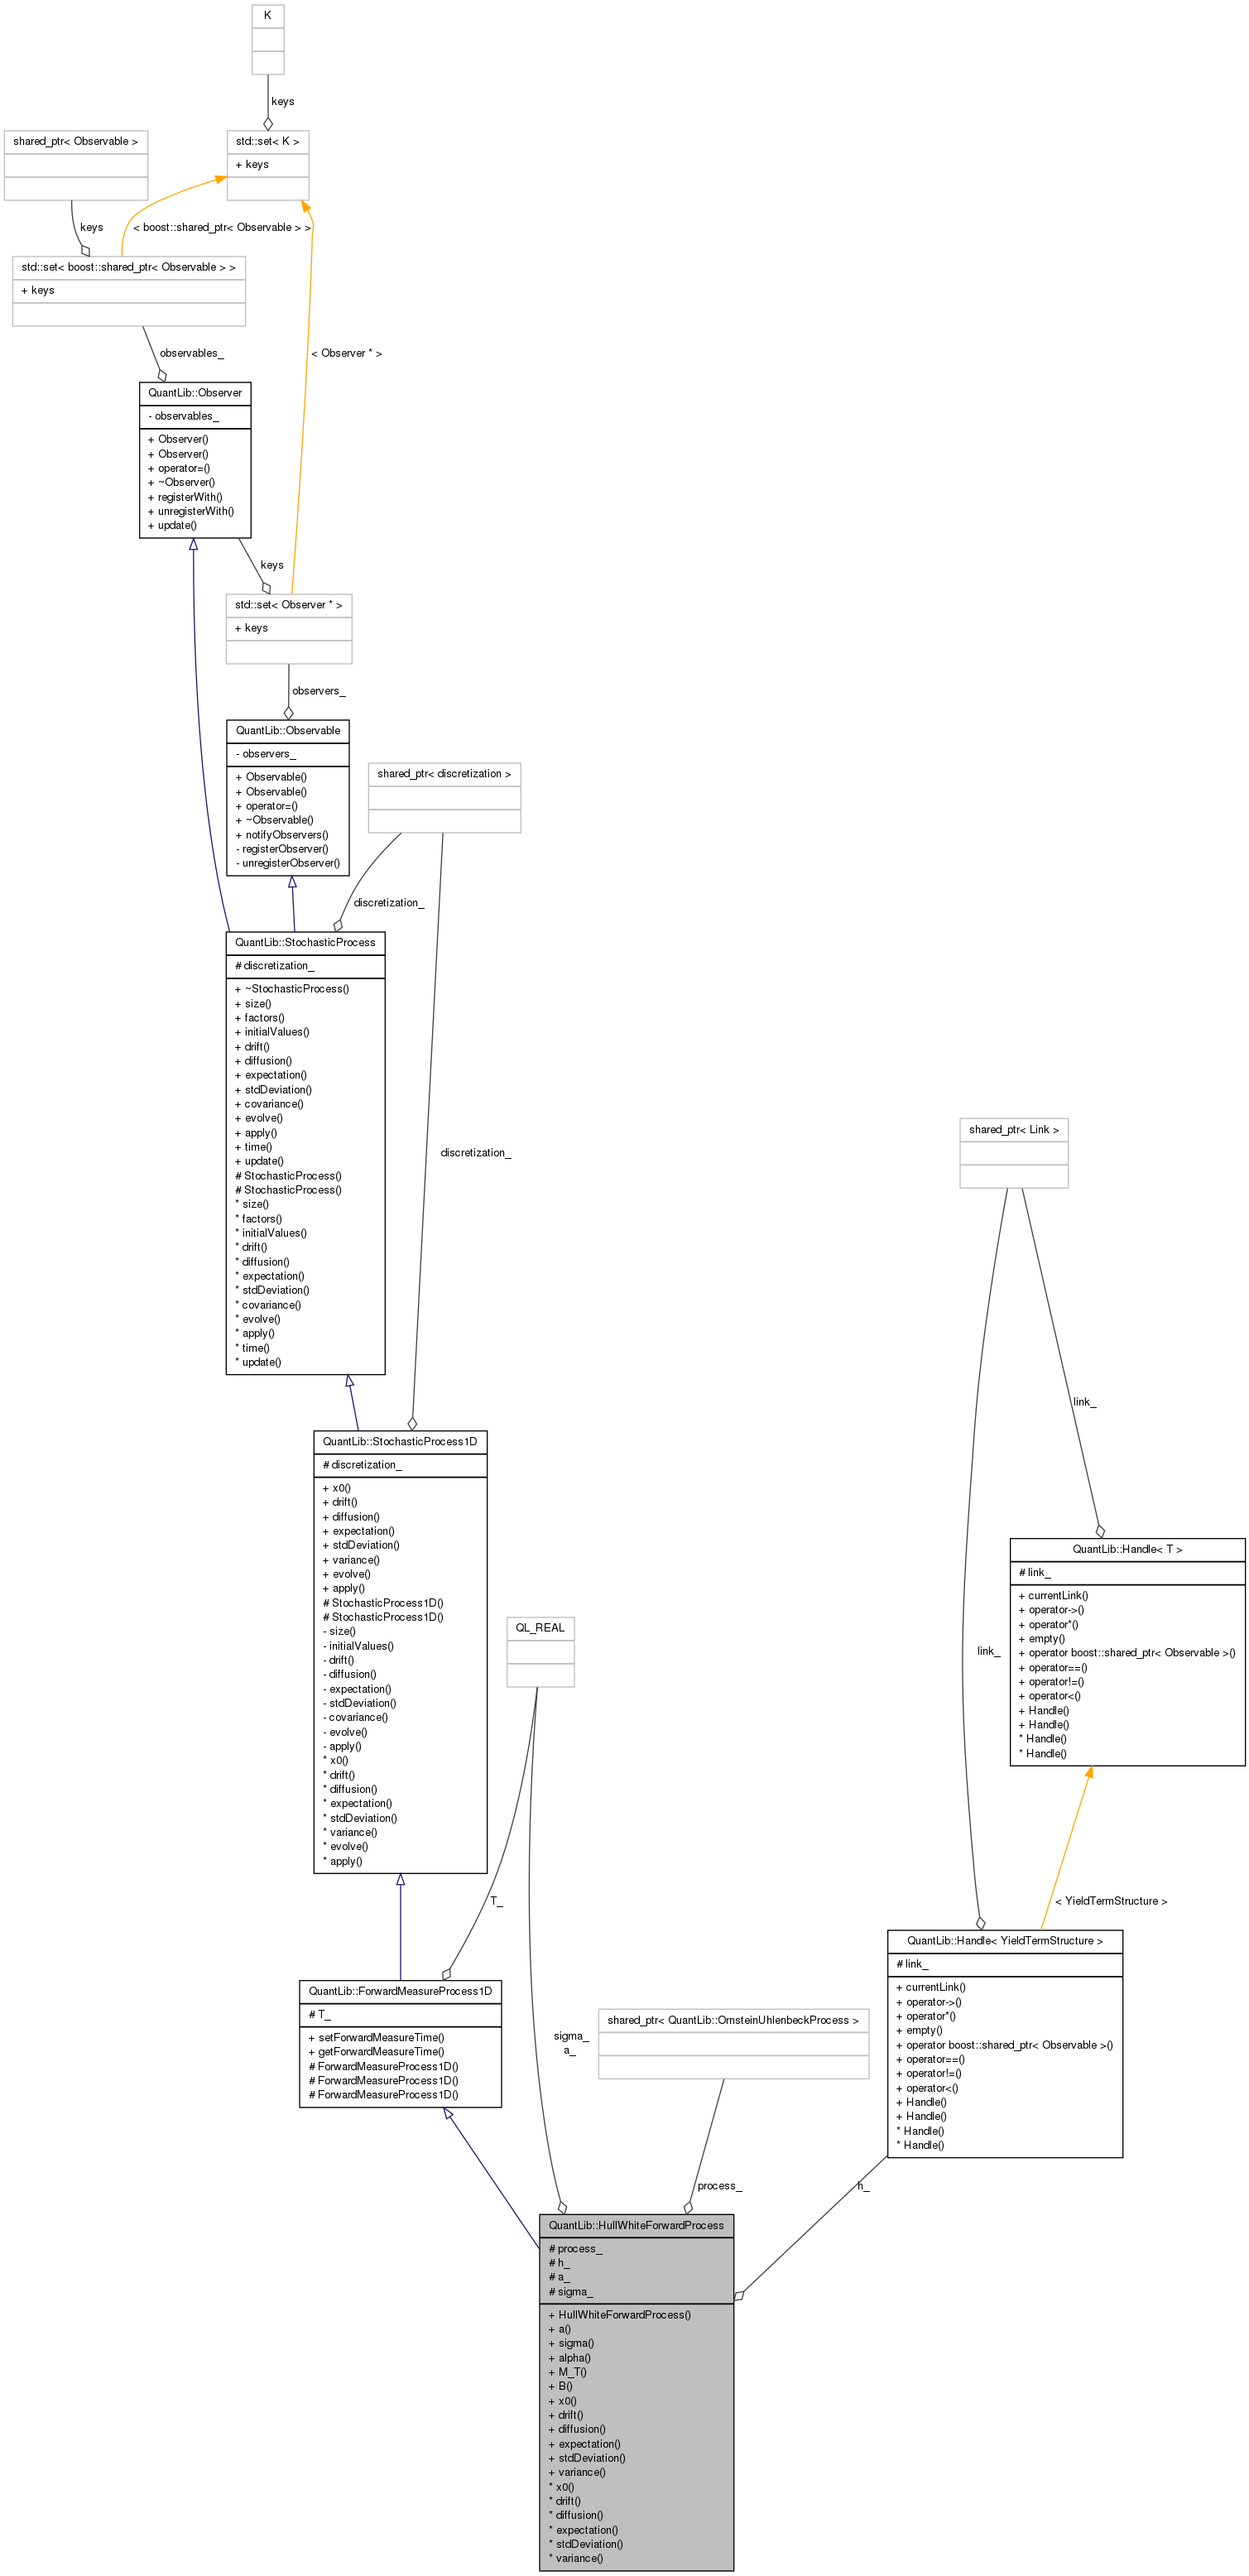 K
keys
std::set< K >
+ keys
shared_ptr< Observable >
keys
< boost::shared_ptr< Observable > >
std::set< boost::shared_ptr< Observable > >
+ keys
observables_
< Observer * >
QuantLib::Observer
- observables_
+ Observer()
+ Observer()
+ operator=()
+ ~Observer()
+ registerWith()
+ unregisterWith()
+ update()
keys
std::set< Observer * >
+ keys
observers_
QuantLib::Observable
- observers_
+ Observable()
+ Observable()
+ operator=()
+ ~Observable()
+ notifyObservers()
- registerObserver()
- unregisterObserver()
shared_ptr< discretization >
discretization_
QuantLib::StochasticProcess
# discretization_
+ ~StochasticProcess()
+ size()
+ factors()
+ initialValues()
+ drift()
+ diffusion()
+ expectation()
+ stdDeviation()
+ covariance()
+ evolve()
+ apply()
+ time()
+ update()
# StochasticProcess()
# StochasticProcess()
* size()
* factors()
* initialValues()
* drift()
* diffusion()
* expectation()
* stdDeviation()
* covariance()
* evolve()
* apply()
* time()
* update()
discretization_
shared_ptr< Link >
link_
link_
QuantLib::StochasticProcess1D
# discretization_
+ x0()
+ drift()
+ diffusion()
+ expectation()
+ stdDeviation()
+ variance()
+ evolve()
+ apply()
# StochasticProcess1D()
# StochasticProcess1D()
- size()
- initialValues()
- drift()
- diffusion()
- expectation()
- stdDeviation()
- covariance()
- evolve()
- apply()
* x0()
* drift()
* diffusion()
* expectation()
* stdDeviation()
* variance()
* evolve()
* apply()
QL_REAL
QuantLib::Handle< T >
# link_
+ currentLink()
+ operator->()
+ operator*()
+ empty()
+ operator boost::shared_ptr< Observable >()
+ operator==()
+ operator!=()
+ operator<()
+ Handle()
+ Handle()
* Handle()
* Handle()
T_
< YieldTermStructure >
QuantLib::ForwardMeasureProcess1D
# T_
+ setForwardMeasureTime()
+ getForwardMeasureTime()
# ForwardMeasureProcess1D()
# ForwardMeasureProcess1D()
# ForwardMeasureProcess1D()
sigma_
a_
shared_ptr< QuantLib::OrnsteinUhlenbeckProcess >
QuantLib::Handle< YieldTermStructure >
# link_
+ currentLink()
+ operator->()
+ operator*()
+ empty()
+ operator boost::shared_ptr< Observable >()
+ operator==()
+ operator!=()
+ operator<()
+ Handle()
+ Handle()
* Handle()
* Handle()
process_
h_
QuantLib::HullWhiteForwardProcess
# process_
# h_
# a_
# sigma_
+ HullWhiteForwardProcess()
+ a()
+ sigma()
+ alpha()
+ M_T()
+ B()
+ x0()
+ drift()
+ diffusion()
+ expectation()
+ stdDeviation()
+ variance()
* x0()
* drift()
* diffusion()
* expectation()
* stdDeviation()
* variance()